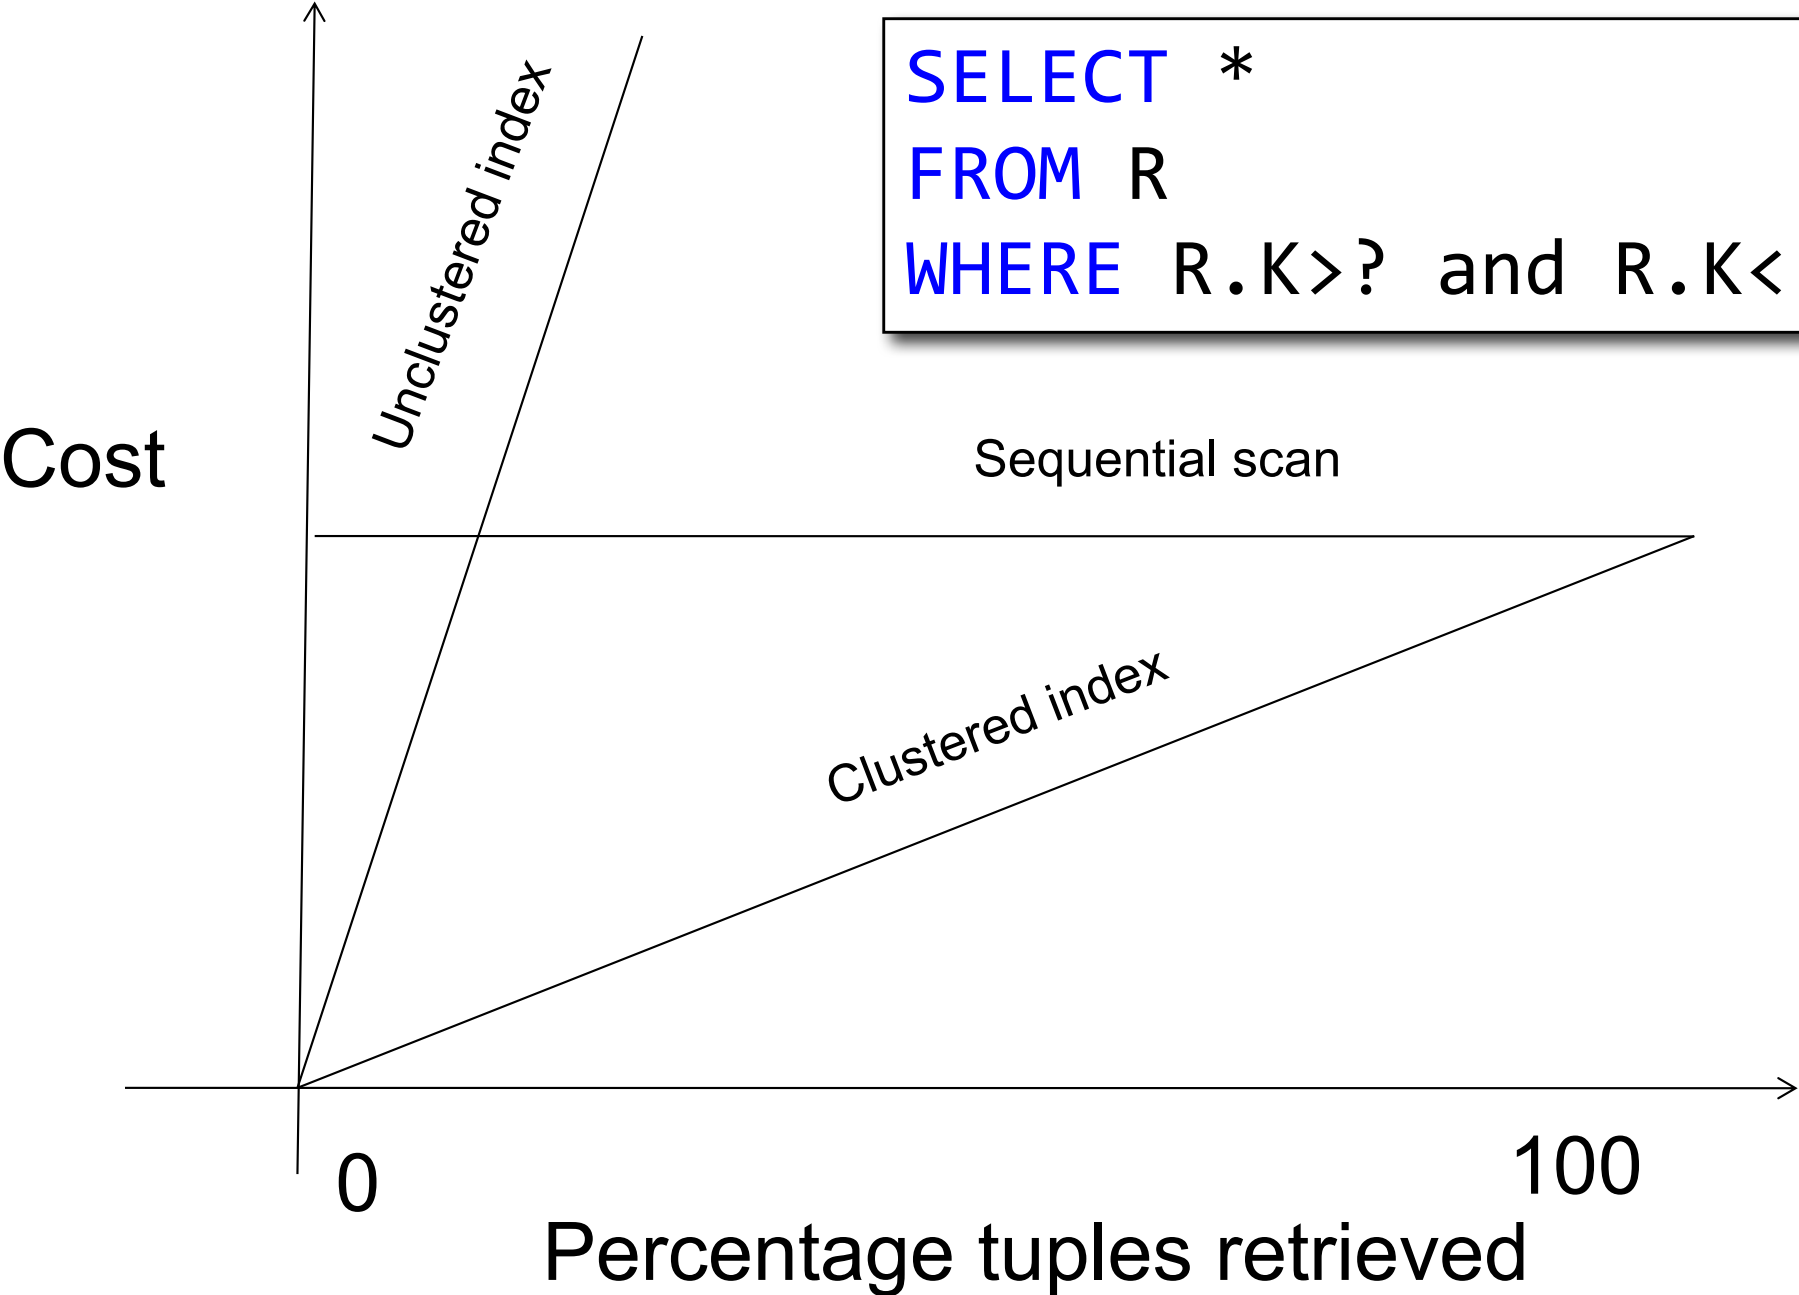 SELECT *
FROM R
WHERE R.K>? and R.K<
Unclustered index
Cost
Sequential scan
Clustered index
0
100
Percentage tuples retrieved